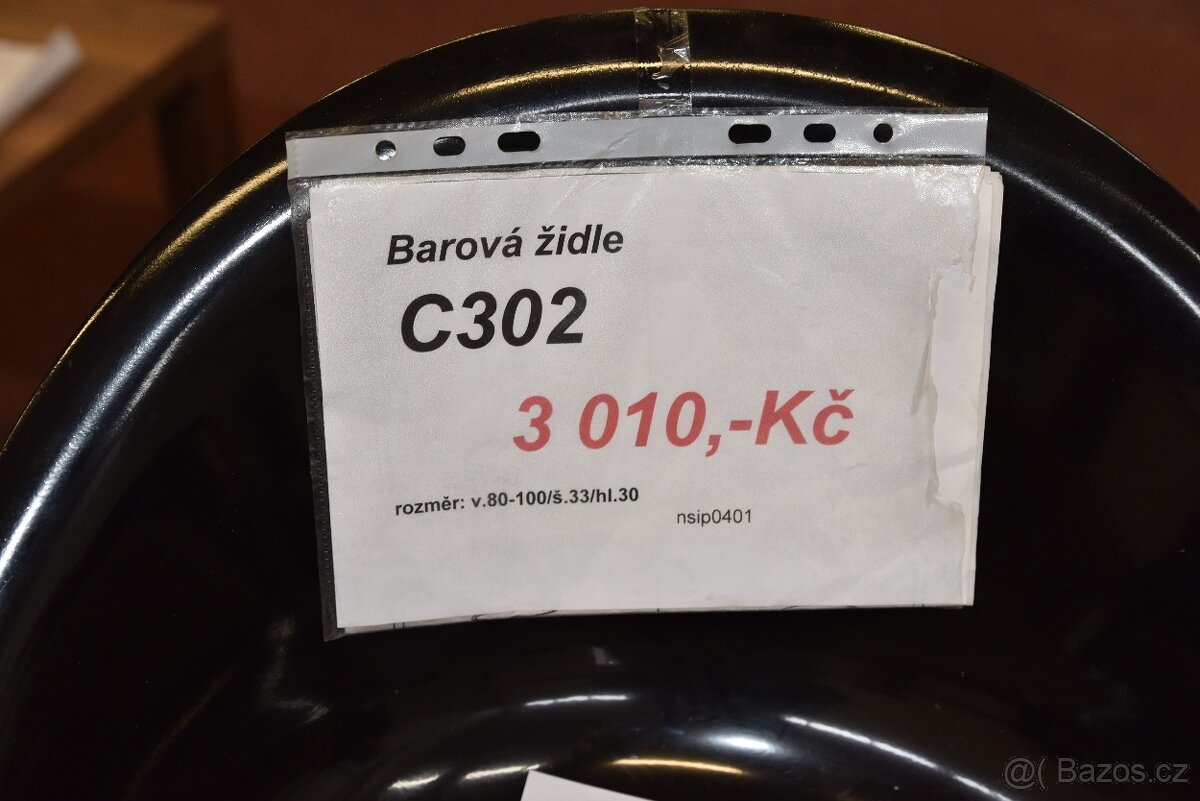 Barová židle
C302
3 010,-Kč
rozměr: v.80-100/š.33/hl.30
nsip0401
@( Bazos.cz